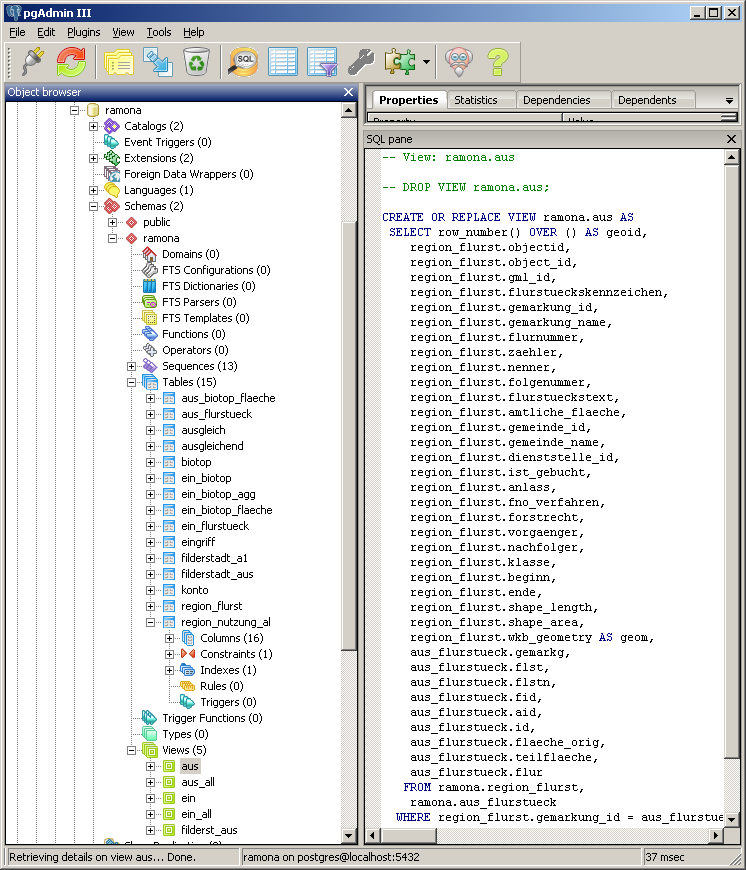 pgAdmin III
File Edit Plugins View Tools Help
SQL
Object browser
ramona
Catalogs (2)
Event Triggers (0)
Extensions (2)
Foreign Data Wrappers (0)
Languages (1)
Schemas (2)
public
ramona
Domains (0)
FTS Configurations (0)
FTS Dictionaries (0)
FTS Parsers (0)
FTS Templates (0)
Functions (0)
Operators (0)
Sequences (13)
Tables (15)
aus_biotop_flaeche
aus_flurstueck
ausgleich
ausgleichend
biotop
ein_biotop
ein_biotop_agg
ein_biotop_flaeche
ein_flurstueck
eingriff
filderstadt_a1
filderstadt_aus
konto
region_flurst
region_nutzung_al
Columns (16)
Constraints (1)
Indexes (1)
Rules (0)
Triggers (0)
Trigger Functions (0)
Types (0)
Views (5)
aus
aus_all
ein
ein_all
filderst_aus
Properties Statistics Dependencies Dependents
Property Value
SQL pane
-- View: ramona.aus
-- DROP VIEW ramona.aus;
CREATE OR REPLACE VIEW ramona.aus AS
SELECT row_number() OVER () AS geoid,
region_flurst.objectid,
region_flurst.object_id,
region_flurst.gml_id,
region_flurst.flurstueckskennzeichen,
region_flurst.gemarkung_id,
region_flurst.gemarkung_name,
region_flurst.flurnummer,
region_flurst.zaehler,
region_flurst.nenner,
region_flurst.folgenummer,
region_flurst.flurstueckstext,
region_flurst.amtliche_flaeche,
region_flurst.gemeinde_id,
region_flurst.gemeinde_name,
region_flurst.dienststelle_id,
region_flurst.ist_gebucht,
region_flurst.anlass,
region_flurst.fno_verfahren,
region_flurst.forstrecht,
region_flurst.vorgaenger,
region_flurst.nachfolger,
region_flurst.klasse,
region_flurst.beginn,
region_flurst.ende,
region_flurst.shape_length,
region_flurst.shape_area,
region_flurst.wkb_geometry AS geom,
aus_flurstueck.gemarkg,
aus_flurstueck.flst,
aus_flurstueck.flstn,
aus_flurstueck.fid,
aus_flurstueck.aid,
aus_flurstueck.id,
aus_flurstueck.flaeche_orig,
aus_flurstueck.teilflaeche,
aus_flurstueck.flur
FROM ramona.region_flurst,
ramona.aus_flurstueck
WHERE region_flurst.gemarkung_id = aus_flurstue
Retrieving details on view aus... Done. ramona on postgres@localhost:5432 37 msec